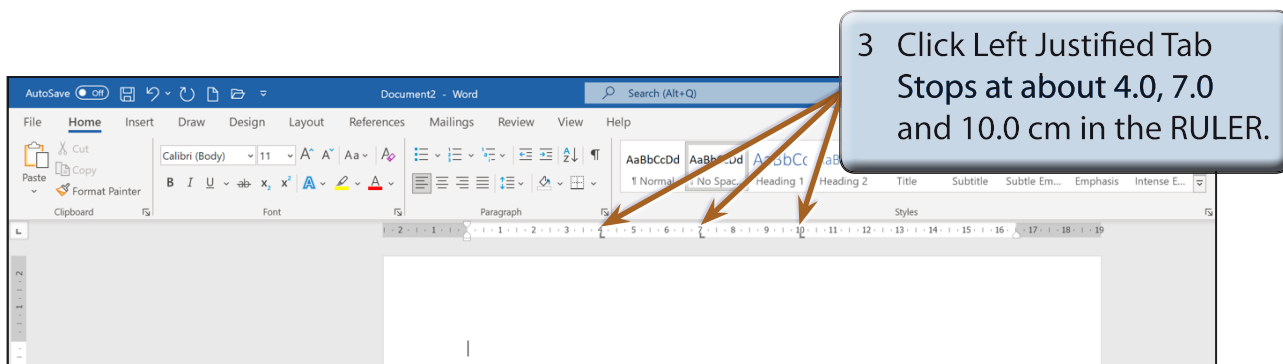 3 Click Left Justified Tab
Stops at about 4.0, 7.0
and 10.0 cm in the RULER.
AutoSave Off Document2 - Word Search (Alt+Q)
File Home Insert Draw Design Layout References Mailings Review View Help
Cut
Copy
Paste
Format Painter
Calibri (Body) 11 A^ Aˇ Aa A
B I U ab x₂ x² A A
AaBbCcDd AaBbCcDd AaBbCc AaB
¶ Normal ¶ No Spac... Heading 1 Heading 2 Title Subtitle Subtle Em... Emphasis Intense E...
Clipboard Font Paragraph Styles
2 1 1 2 3 4 5 6 7 8 9 10 11 12 13 14 15 16 17 18 19
2
1